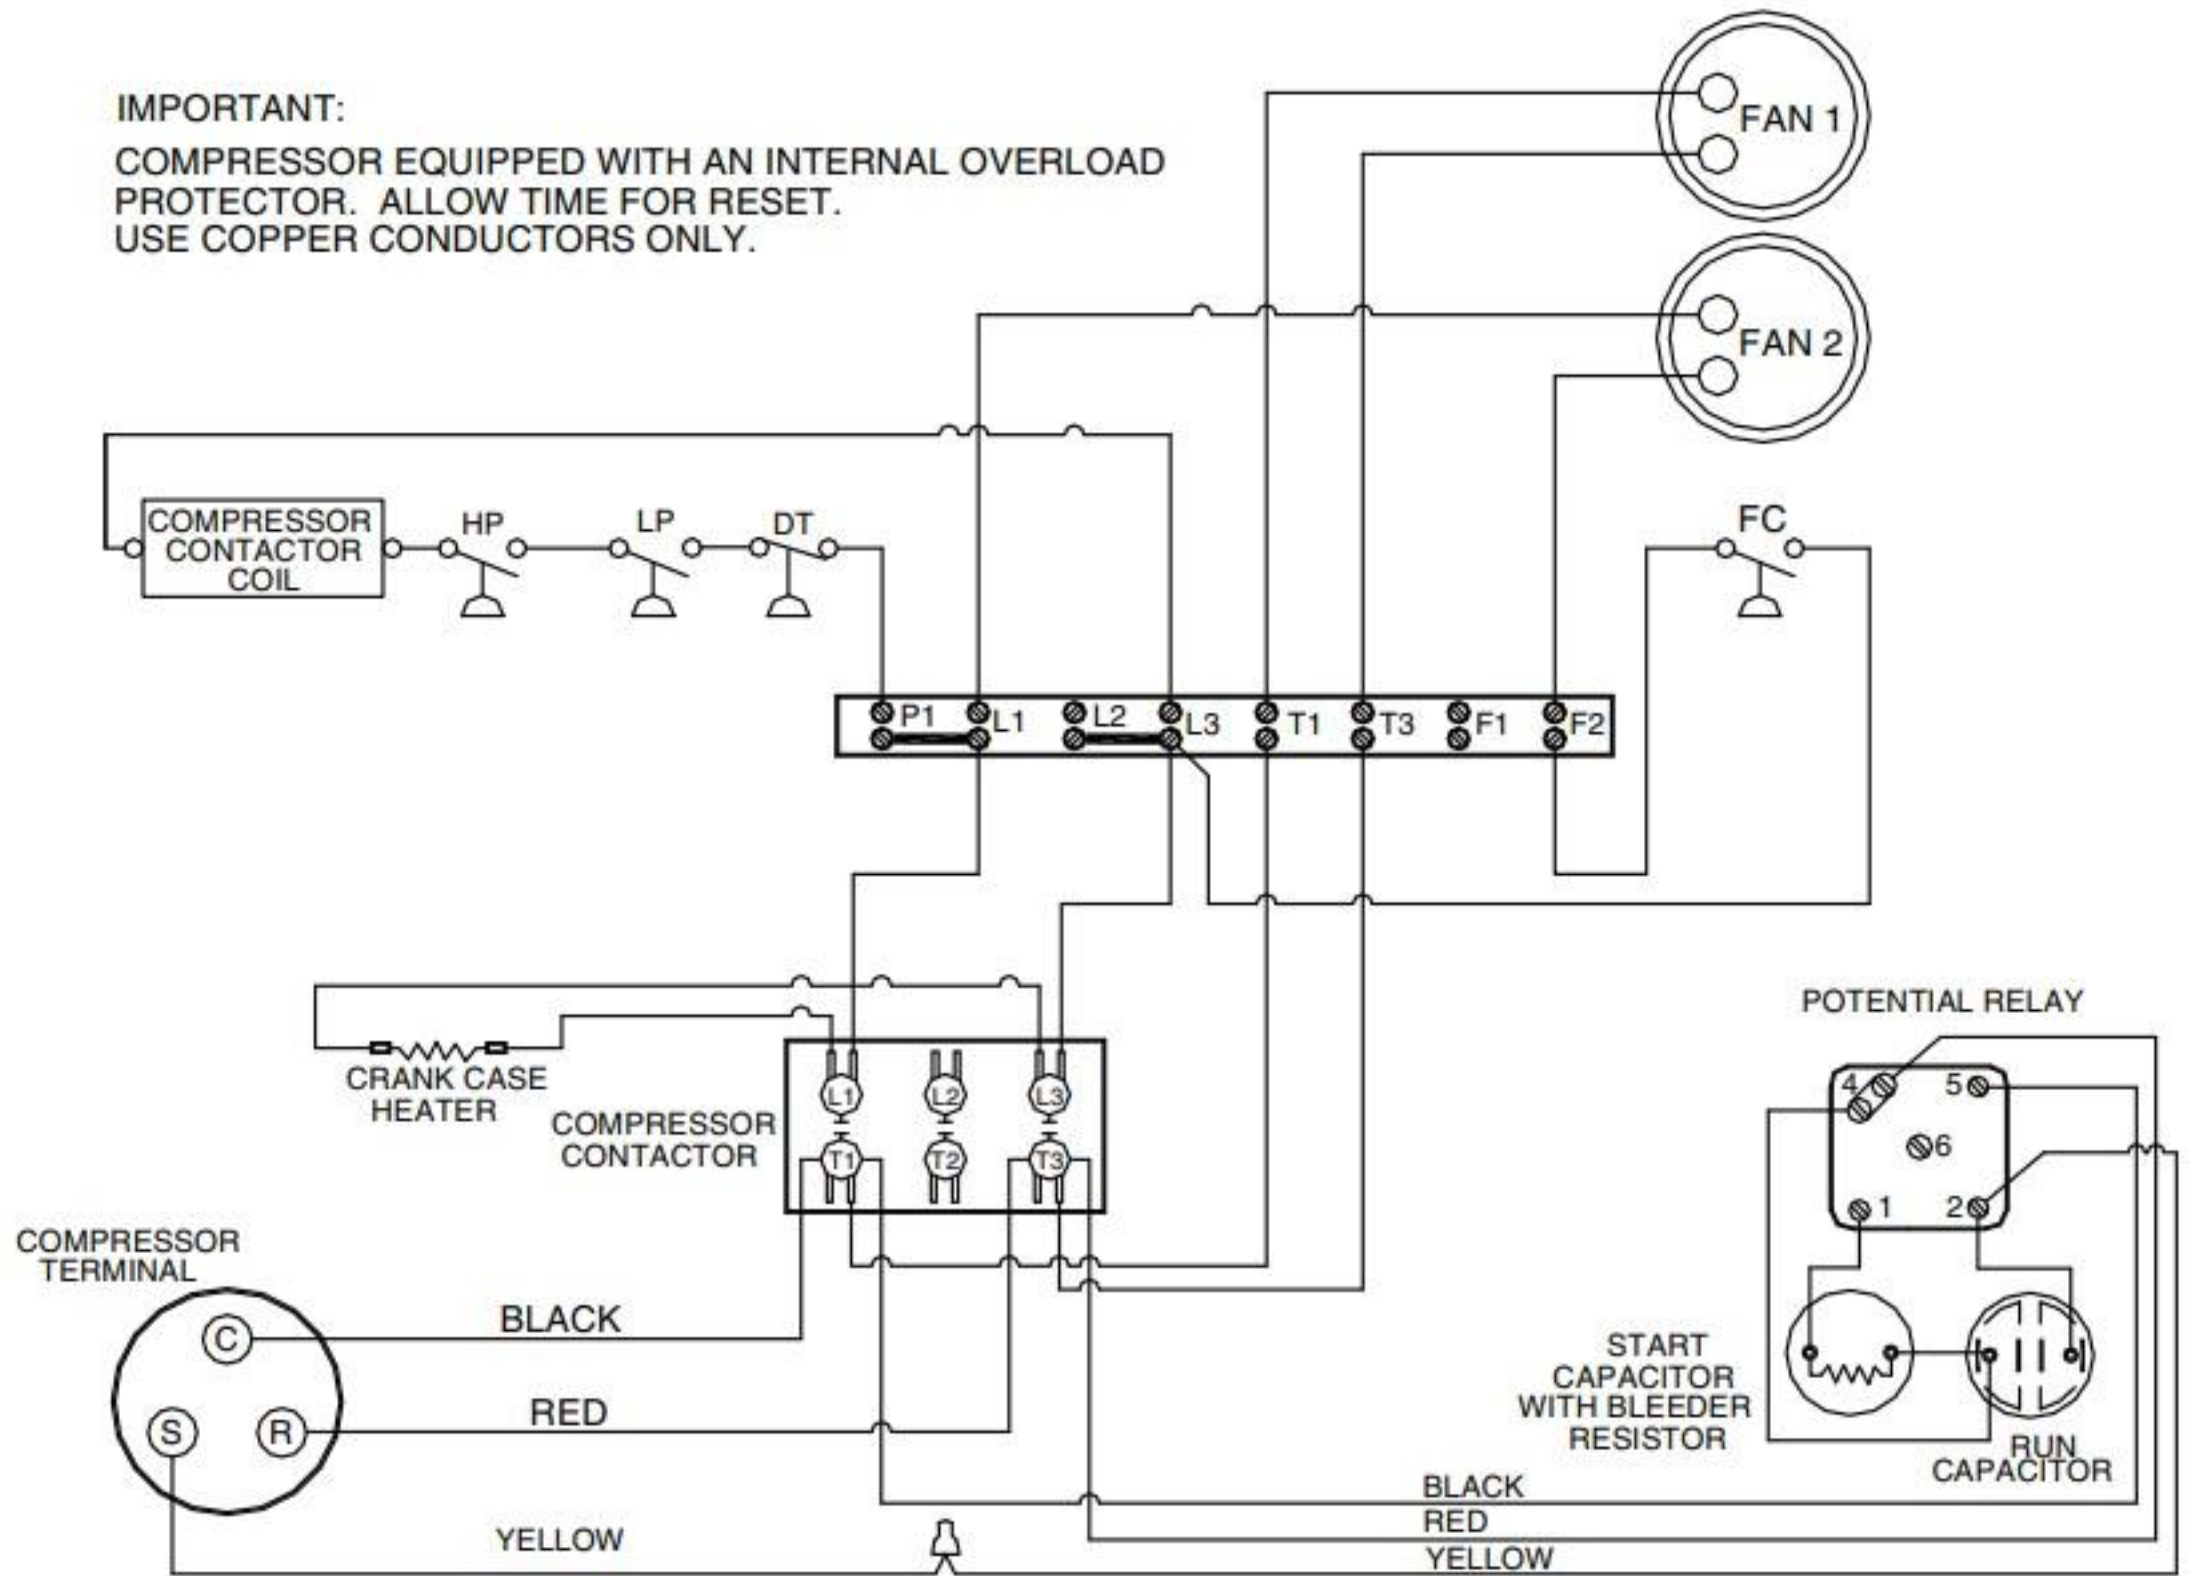 IMPORTANT:
COMPRESSOR EQUIPPED WITH AN INTERNAL OVERLOAD
PROTECTOR. ALLOW TIME FOR RESET.
USE COPPER CONDUCTORS ONLY.
FAN 1
FAN 2
COMPRESSOR
CONTACTOR
COIL
HP
LP
DT
FC
P1
L1
L2
L3
T1
T3
F1
F2
CRANK CASE
HEATER
COMPRESSOR
CONTACTOR
L1
L2
L3
T1
T2
T3
POTENTIAL RELAY
4
5
6
1
2
COMPRESSOR
TERMINAL
C
S
R
BLACK
RED
YELLOW
START
CAPACITOR
WITH BLEEDER
RESISTOR
RUN
CAPACITOR
BLACK
RED
YELLOW